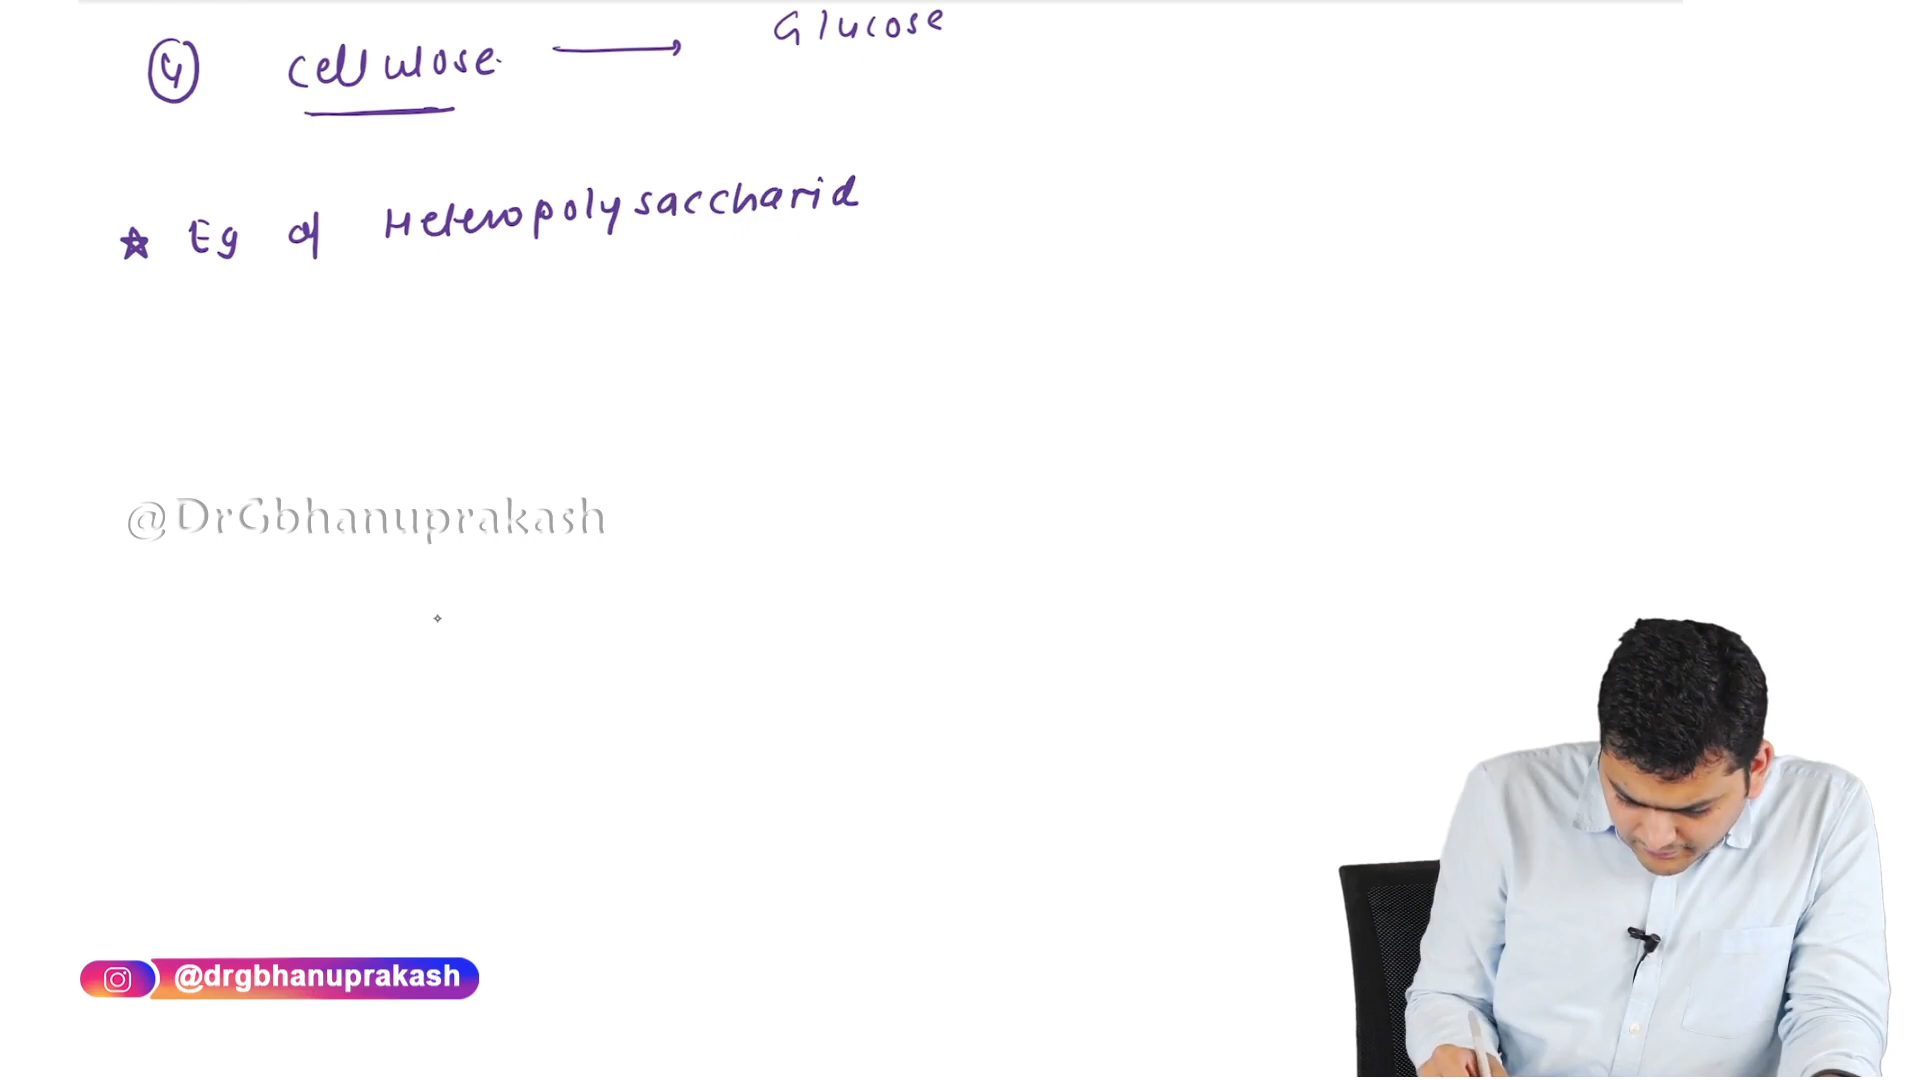 ④ Cellulose. → Glucose
★ Eg of Heteropolysaccharid
@DrGbhanuprakash
@drgbhanuprakash